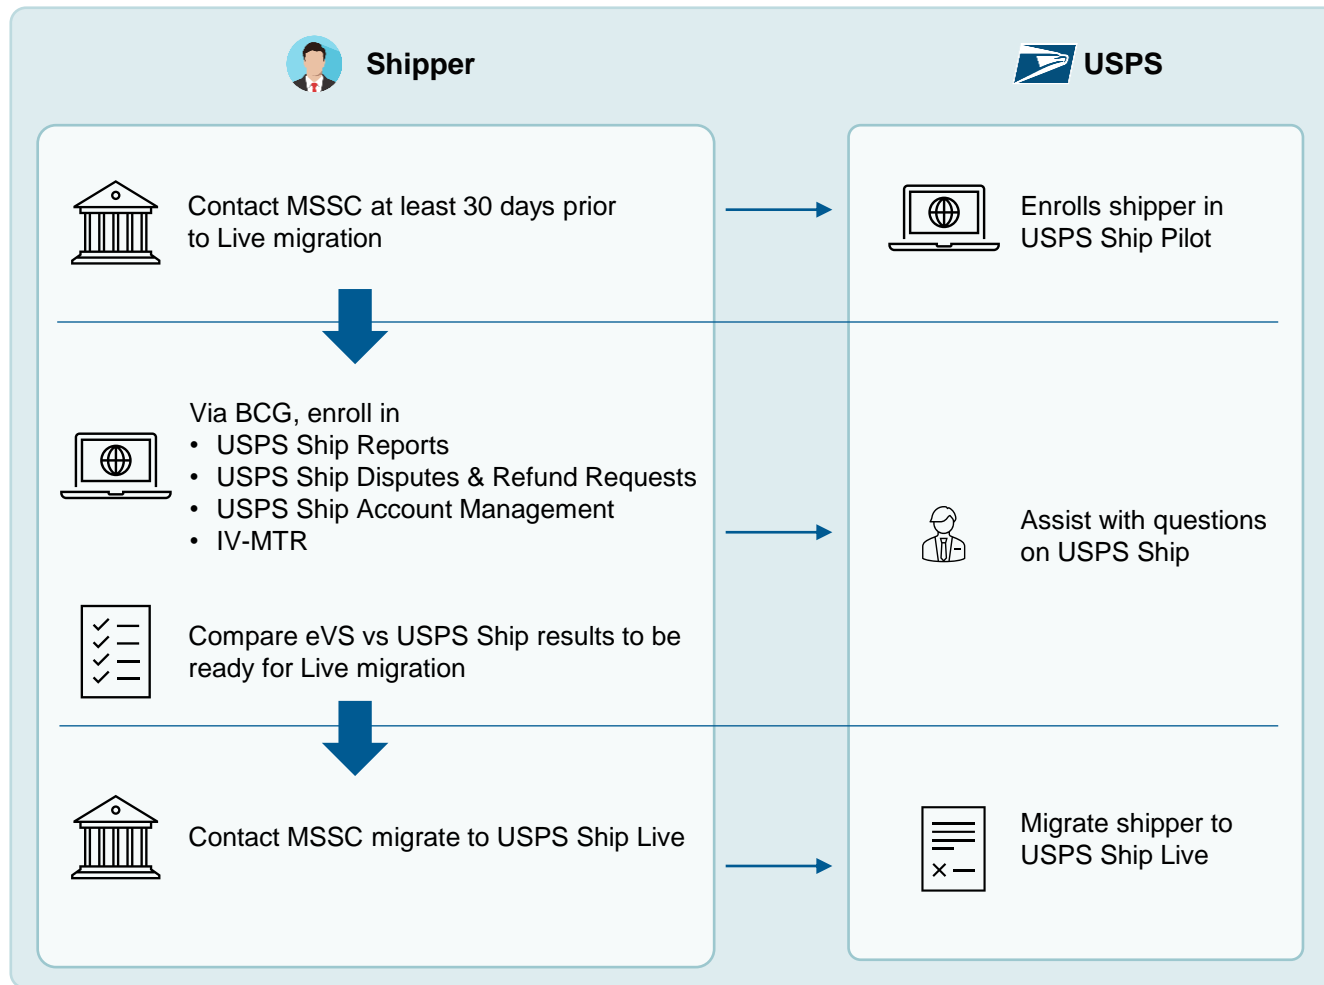 Shipper
USPS
Contact MSSC at least 30 days prior
to Live migration
Enrolls shipper in
USPS Ship Pilot
Via BCG, enroll in
• USPS Ship Reports
• USPS Ship Disputes & Refund Requests
• USPS Ship Account Management
• IV-MTR
Assist with questions
on USPS Ship
Compare eVS vs USPS Ship results to be
ready for Live migration
Contact MSSC migrate to USPS Ship Live
Migrate shipper to
USPS Ship Live